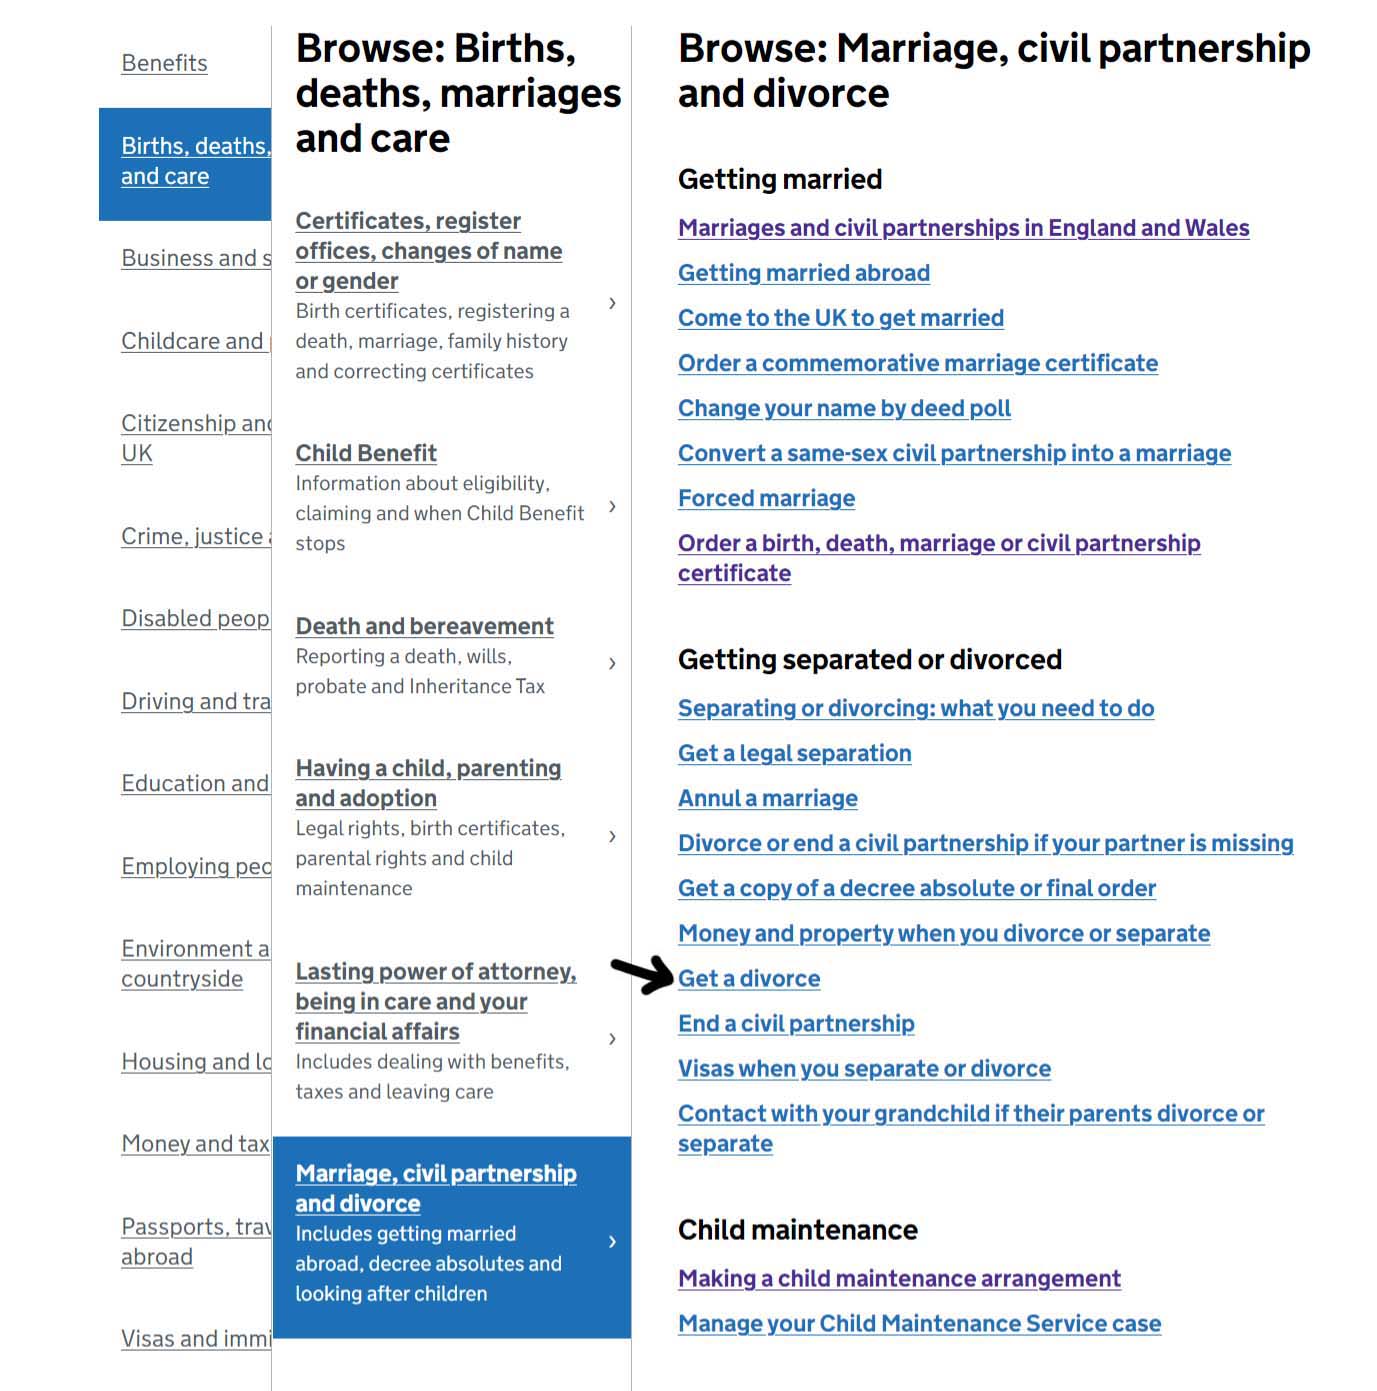 Benefits
Births, deaths,
and care
Business and
Childcare and
Citizenship and
UK
Crime, justice
Disabled
Driving and
Education and
Employing
Environment
countryside
Housing and
Money and tax
Passports,
abroad
Visas and
Browse: Births,
deaths, marriages
and care
Certificates, register
offices, changes of name
or gender
Birth certificates, registering a
death, marriage, family history
and correcting certificates
Child Benefit
Information about eligibility,
claiming and when Child Benefit
stops
Death and bereavement
Reporting a death, wills,
probate and Inheritance Tax
Having a child, parenting
and adoption
Legal rights, birth certificates,
parental rights and child
maintenance
Lasting power of attorney,
being in care and your
financial affairs
Includes dealing with benefits,
taxes and leaving care
Marriage, civil partnership
and divorce
Includes getting married
abroad, decree absolutes and
looking after children
Browse: Marriage, civil partnership
and divorce
Getting married
Marriages and civil partnerships in England and Wales
Getting married abroad
Come to the UK to get married
Order a commemorative marriage certificate
Change your name by deed poll
Convert a same-sex civil partnership into a marriage
Forced marriage
Order a birth, death, marriage or civil partnership
certificate
Getting separated or divorced
Separating or divorcing: what you need to do
Get a legal separation
Annul a marriage
Divorce or end a civil partnership if your partner is missing
Get a copy of a decree absolute or final order
Money and property when you divorce or separate
Get a divorce
End a civil partnership
Visas when you separate or divorce
Contact with your grandchild if their parents divorce or
separate
Child maintenance
Making a child maintenance arrangement
Manage your Child Maintenance Service case